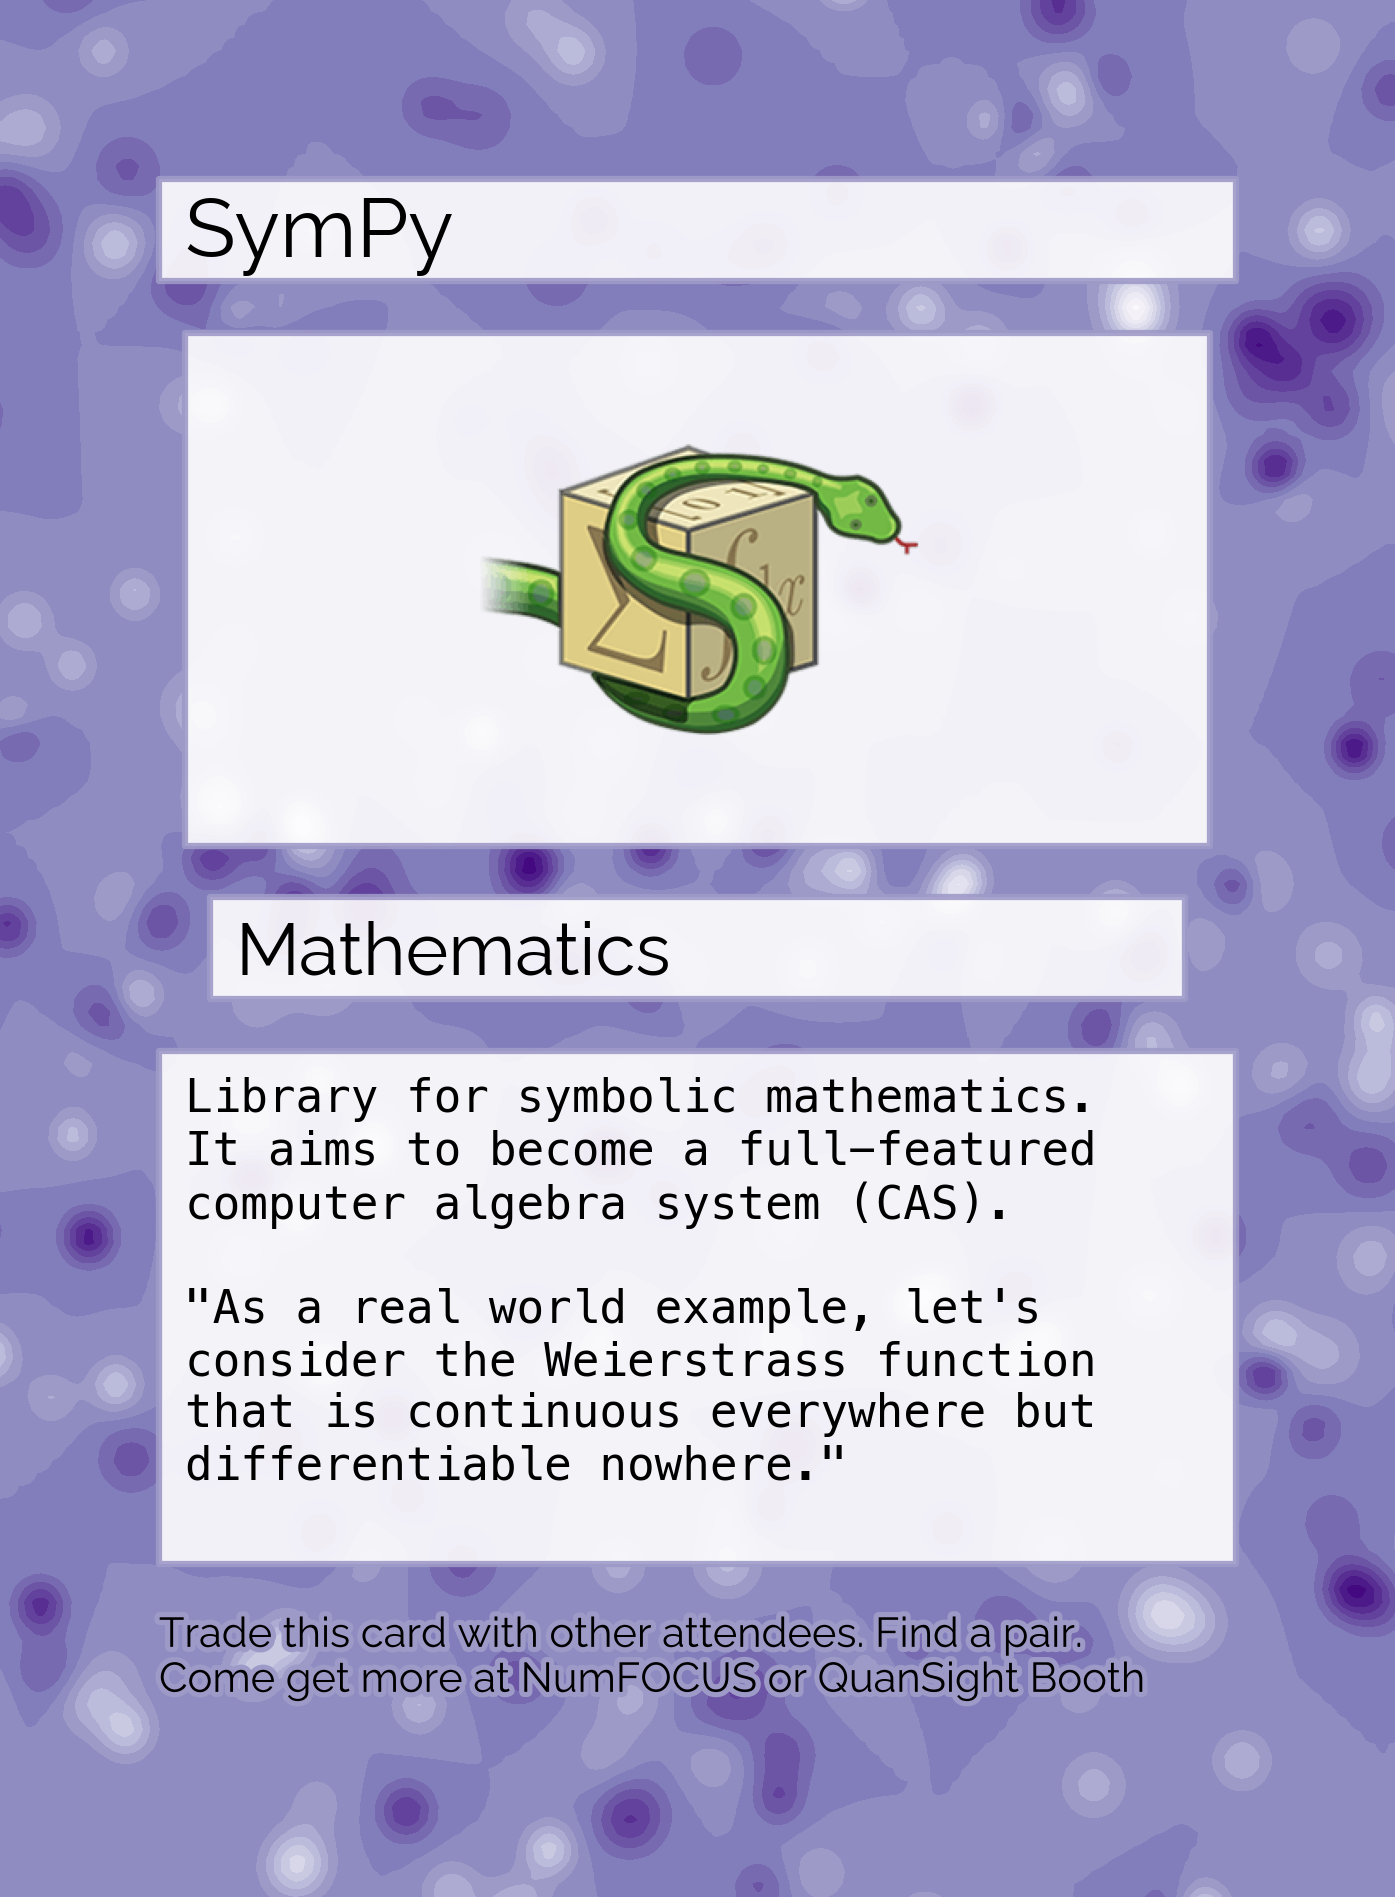 SymPy
Σ
∫
x
Mathematics
Library for symbolic mathematics.
It aims to become a full-featured
computer algebra system (CAS).
"As a real world example, let's
consider the Weierstrass function
that is continuous everywhere but
differentiable nowhere."
Trade this card with other attendees. Find a pair.
Come get more at NumFOCUS or QuanSight Booth